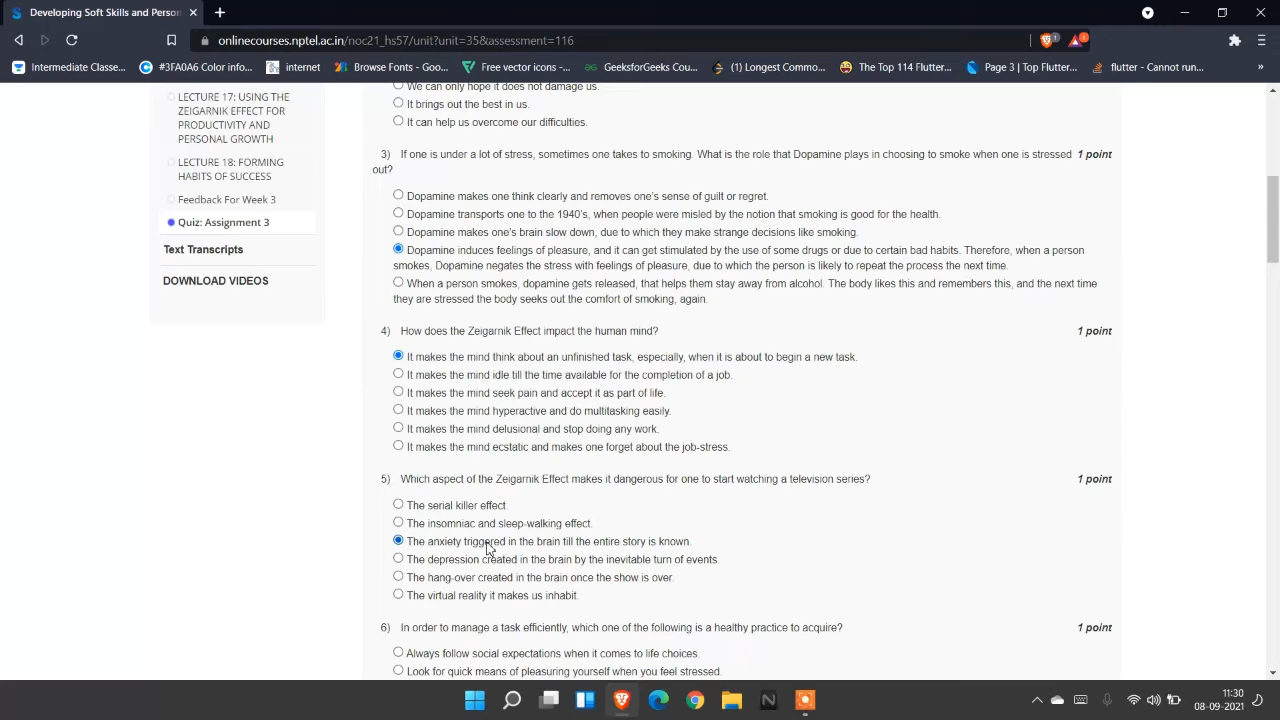 Developing Soft Skills and Person
onlinecourses.nptel.ac.in/noc21_hs57/unit?unit=35&assessment=116
1
1
Intermediate Classe...
#3FA0A6 Color info...
internet
Browse Fonts - Goo...
Free vector icons -...
GeeksforGeeks Cou...
(1) Longest Commo...
The Top 114 Flutter...
Page 3 | Top Flutter...
flutter - Cannot run...
»
LECTURE 17: USING THE
ZEIGARNIK EFFECT FOR
PRODUCTIVITY AND
PERSONAL GROWTH
LECTURE 18: FORMING
HABITS OF SUCCESS
Feedback For Week 3
Quiz: Assignment 3
Text Transcripts
DOWNLOAD VIDEOS
We can only hope it does not damage us.
It brings out the best in us.
It can help us overcome our difficulties.
3) If one is under a lot of stress, sometimes one takes to smoking. What is the role that Dopamine plays in choosing to smoke when one is stressed 1 point
out?
Dopamine makes one think clearly and removes one's sense of guilt or regret.
Dopamine transports one to the 1940's, when people were misled by the notion that smoking is good for the health.
Dopamine makes one's brain slow down, due to which they make strange decisions like smoking.
Dopamine induces feelings of pleasure, and it can get stimulated by the use of some drugs or due to certain bad habits. Therefore, when a person
smokes, Dopamine negates the stress with feelings of pleasure, due to which the person is likely to repeat the process the next time.
When a person smokes, dopamine gets released, that helps them stay away from alcohol. The body likes this and remembers this, and the next time
they are stressed the body seeks out the comfort of smoking, again.
4) How does the Zeigarnik Effect impact the human mind? 1 point
It makes the mind think about an unfinished task, especially, when it is about to begin a new task.
It makes the mind idle till the time available for the completion of a job.
It makes the mind seek pain and accept it as part of life.
It makes the mind hyperactive and do multitasking easily.
It makes the mind delusional and stop doing any work.
It makes the mind ecstatic and makes one forget about the job-stress.
5) Which aspect of the Zeigarnik Effect makes it dangerous for one to start watching a television series? 1 point
The serial killer effect.
The insomniac and sleep-walking effect.
The anxiety triggered in the brain till the entire story is known.
The depression created in the brain by the inevitable turn of events.
The hang-over created in the brain once the show is over.
The virtual reality it makes us inhabit.
6) In order to manage a task efficiently, which one of the following is a healthy practice to acquire? 1 point
Always follow social expectations when it comes to life choices.
Look for quick means of pleasuring yourself when you feel stressed.
11:30
08-09-2021